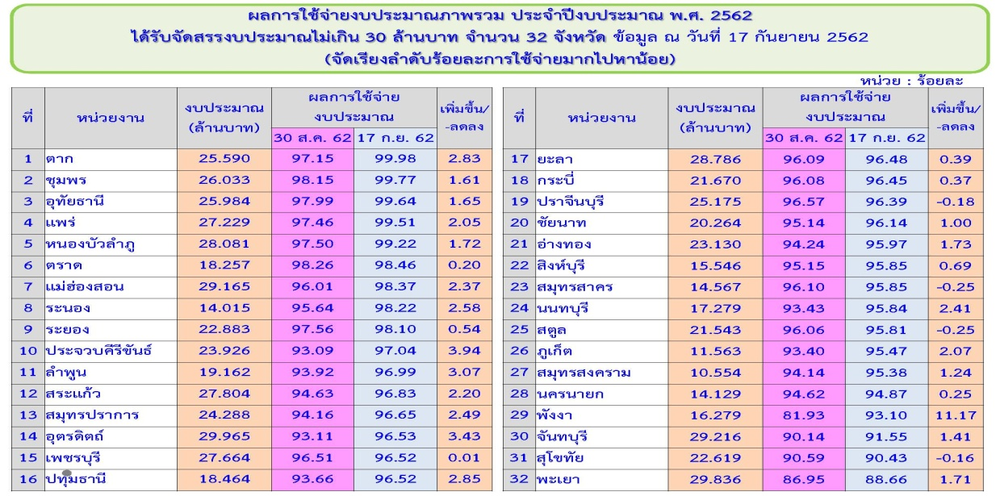 ผลการใช้จ่ายงบประมาณภาพรวม ประจำปีงบประมาณ พ.ศ. 2562
ได้รับจัดสรรงบประมาณไม่เกิน 30 ล้านบาท จำนวน 32 จังหวัด ข้อมูล ณ วันที่ 17 กันยายน 2562
(จัดเรียงลำดับร้อยละการใช้จ่ายมากไปหาน้อย)
หน่วย : ร้อยละ
ที่ หน่วยงาน งบประมาณ (ล้านบาท) ผลการใช้จ่าย งบประมาณ เพิ่มขึ้น/ -ลดลง
30 ส.ค. 62 17 ก.ย. 62
1 ตาก 25.590 97.15 99.98 2.83
2 ชุมพร 26.033 98.15 99.77 1.61
3 อุทัยธานี 25.984 97.99 99.64 1.65
4 แพร่ 27.229 97.46 99.51 2.05
5 หนองบัวลำภู 28.081 97.50 99.22 1.72
6 ตราด 18.257 98.26 98.46 0.20
7 แม่ฮ่องสอน 29.165 96.01 98.37 2.37
8 ระนอง 14.015 95.64 98.22 2.58
9 ระยอง 22.883 97.56 98.10 0.54
10 ประจวบคีรีขันธ์ 23.926 93.09 97.04 3.94
11 ลำพูน 19.162 93.92 96.99 3.07
12 สระแก้ว 27.804 94.63 96.83 2.20
13 สมุทรปราการ 24.288 94.16 96.65 2.49
14 อุตรดิตถ์ 29.965 93.11 96.53 3.43
15 เพชรบุรี 27.664 96.51 96.52 0.01
16 ปทุมธานี 18.464 93.66 96.52 2.85
ที่ หน่วยงาน งบประมาณ (ล้านบาท) ผลการใช้จ่าย งบประมาณ เพิ่มขึ้น/ -ลดลง
30 ส.ค. 62 17 ก.ย. 62
17 ยะลา 28.786 96.09 96.48 0.39
18 กระบี่ 21.670 96.08 96.45 0.37
19 ปราจีนบุรี 25.175 96.57 96.39 -0.18
20 ชัยนาท 20.264 95.14 96.14 1.00
21 อ่างทอง 23.130 94.24 95.97 1.73
22 สิงห์บุรี 15.546 95.15 95.85 0.69
23 สมุทรสาคร 14.567 96.10 95.85 -0.25
24 นนทบุรี 17.279 93.43 95.84 2.41
25 สตูล 21.543 96.06 95.81 -0.25
26 ภูเก็ต 11.563 93.40 95.47 2.07
27 สมุทรสงคราม 10.554 94.14 95.38 1.24
28 นครนายก 14.129 94.62 94.87 0.25
29 พังงา 16.279 81.93 93.10 11.17
30 จันทบุรี 29.216 90.14 91.55 1.41
31 สุโขทัย 22.619 90.59 90.43 -0.16
32 พะเยา 29.836 86.95 88.66 1.71